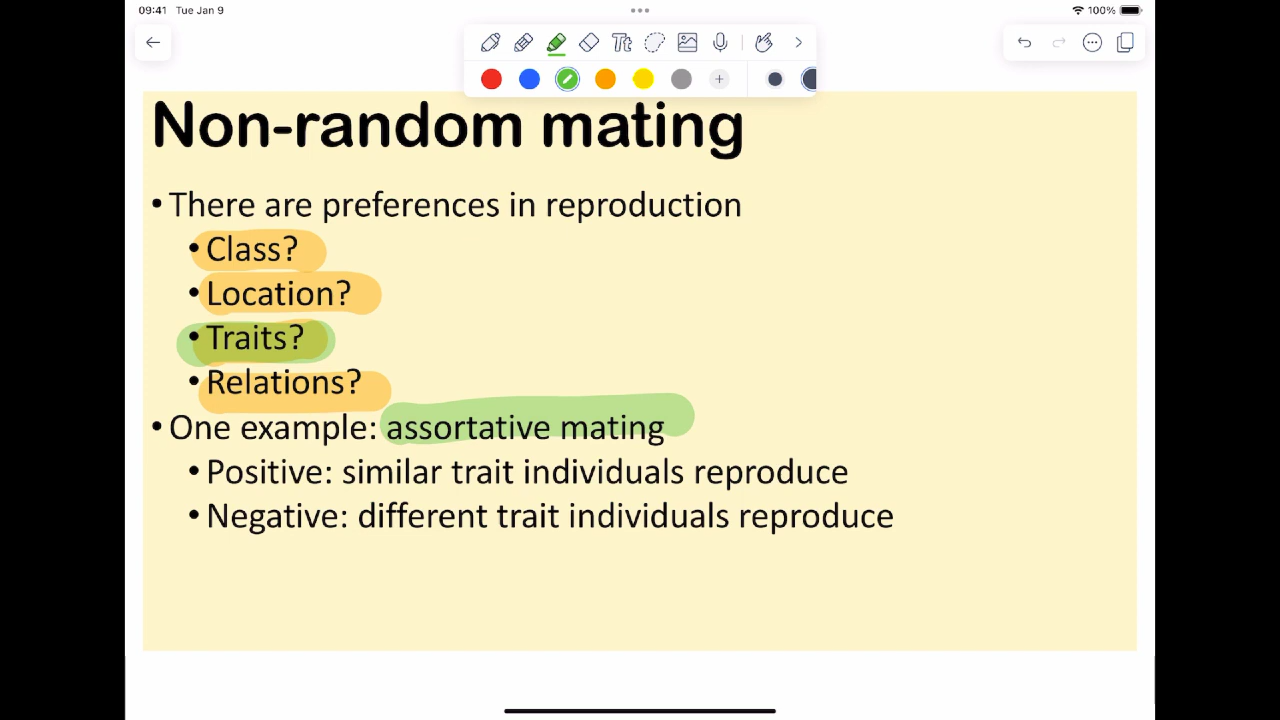 09:41 Tue Jan 9
100%
Tt
Non-random mating
• There are preferences in reproduction
• Class?
• Location?
• Traits?
• Relations?
• One example: assortative mating
• Positive: similar trait individuals reproduce
• Negative: different trait individuals reproduce